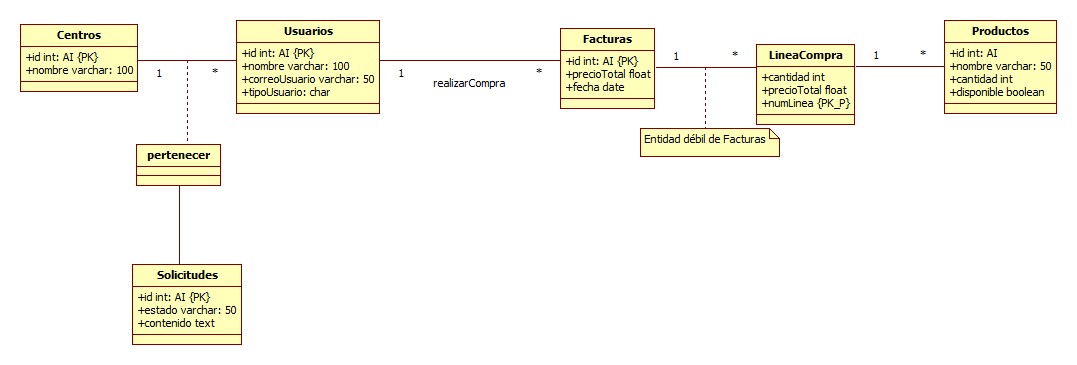 Centros
+id int: AI {PK}
+nombre varchar: 100
1
*
Usuarios
+id int: AI {PK}
+nombre varchar: 100
+correoUsuario varchar: 50
+tipoUsuario: char
1
realizarCompra
*
Facturas
+id int: AI {PK}
+precioTotal float
+fecha date
1
*
Entidad débil de Facturas
LineaCompra
+cantidad int
+precioTotal float
+numLinea {PK_P}
1
*
Productos
+id int: AI
+nombre varchar: 50
+cantidad int
+disponible boolean
pertenecer
Solicitudes
+id int: AI {PK}
+estado varchar: 50
+contenido text